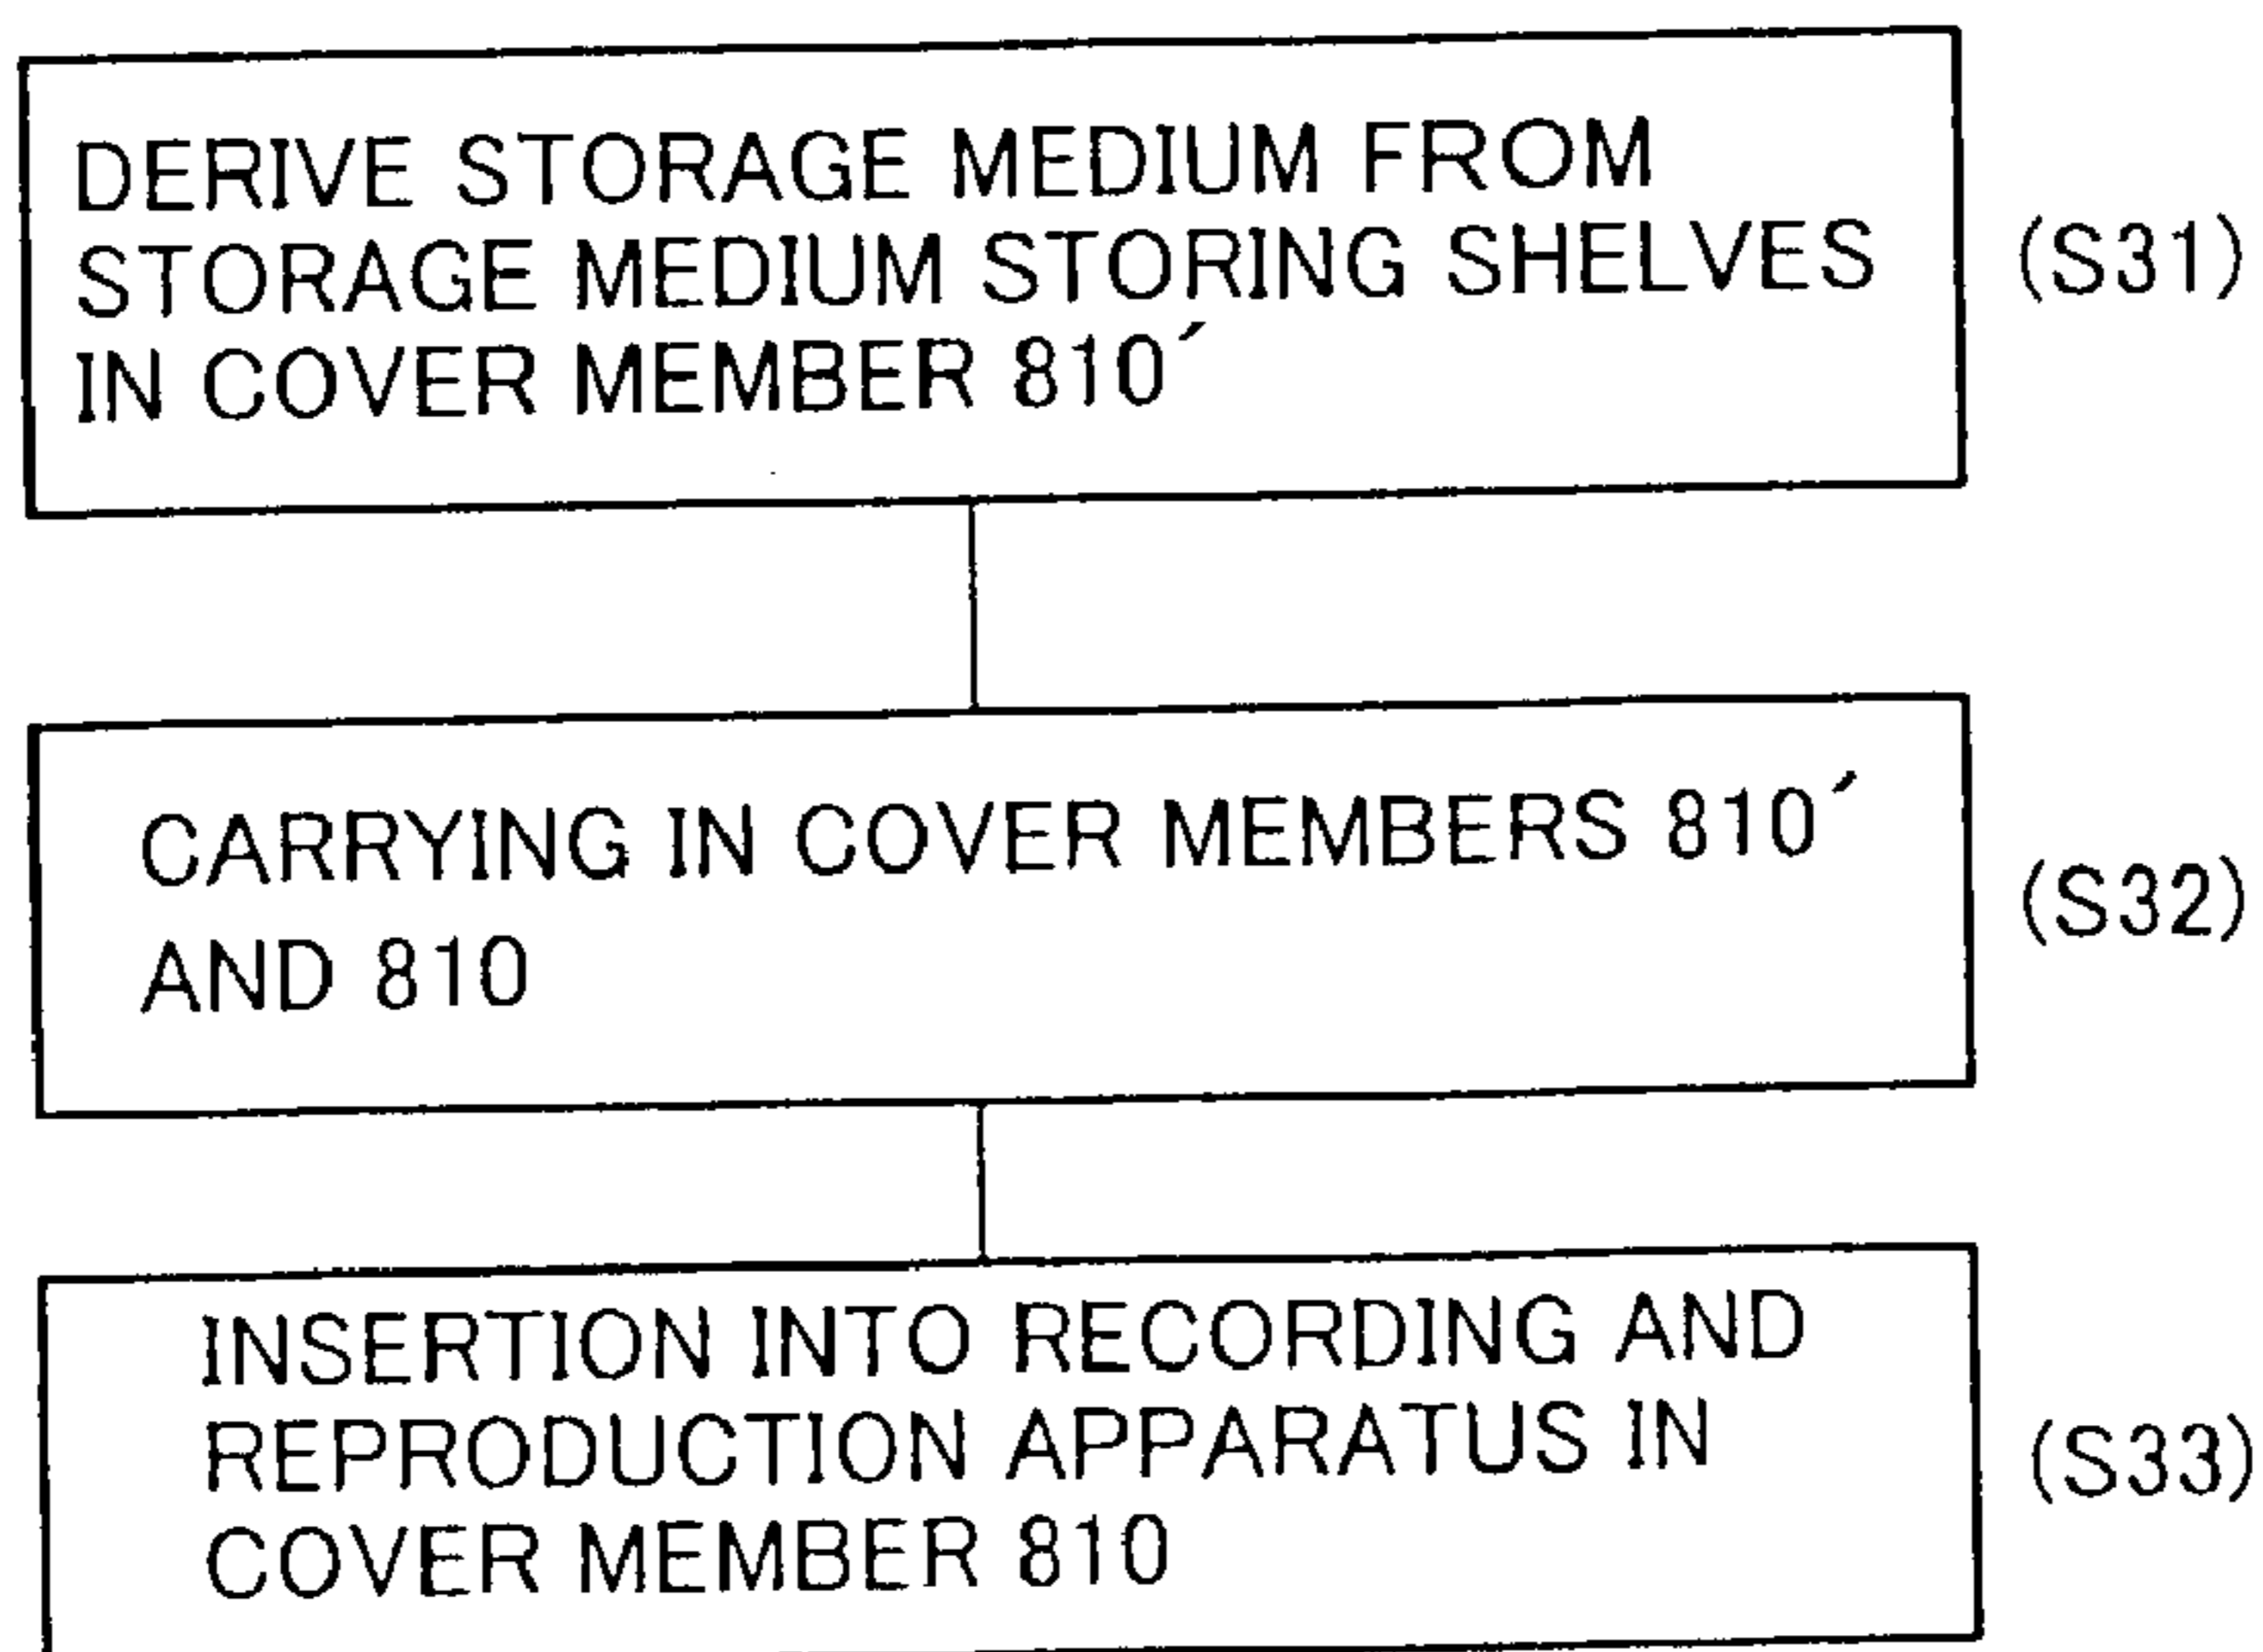 DERIVE STORAGE MEDIUM FROM
STORAGE MEDIUM STORING SHELVES
IN COVER MEMBER 810´
(S31)
CARRYING IN COVER MEMBERS 810´
AND 810
(S32)
INSERTION INTO RECORDING AND
REPRODUCTION APPARATUS IN
COVER MEMBER 810
(S33)